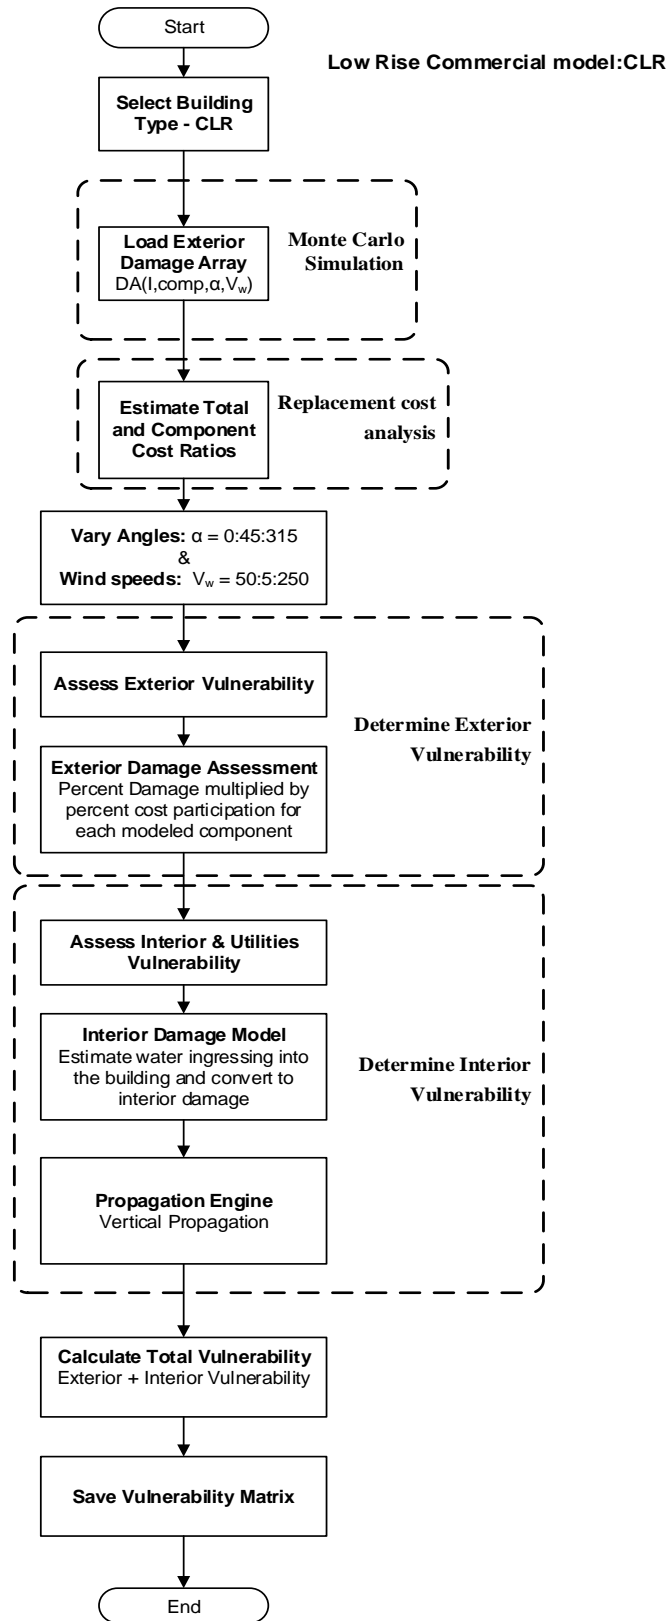 Start
Low Rise Commercial model:CLR
Select Building
Type - CLR
Load Exterior
Damage Array
DA(I,comp,α,Vw)
Monte Carlo
Simulation
Estimate Total
and Component
Cost Ratios
Replacement cost
analysis
Vary Angles: α = 0:45:315
&
Wind speeds: Vw = 50:5:250
Assess Exterior Vulnerability
Determine Exterior
Vulnerability
Exterior Damage Assessment
Percent Damage multiplied by
percent cost participation for
each modeled component
Assess Interior & Utilities
Vulnerability
Interior Damage Model
Estimate water ingressing into
the building and convert to
interior damage
Determine Interior
Vulnerability
Propagation Engine
Vertical Propagation
Calculate Total Vulnerability
Exterior + Interior Vulnerability
Save Vulnerability Matrix
End